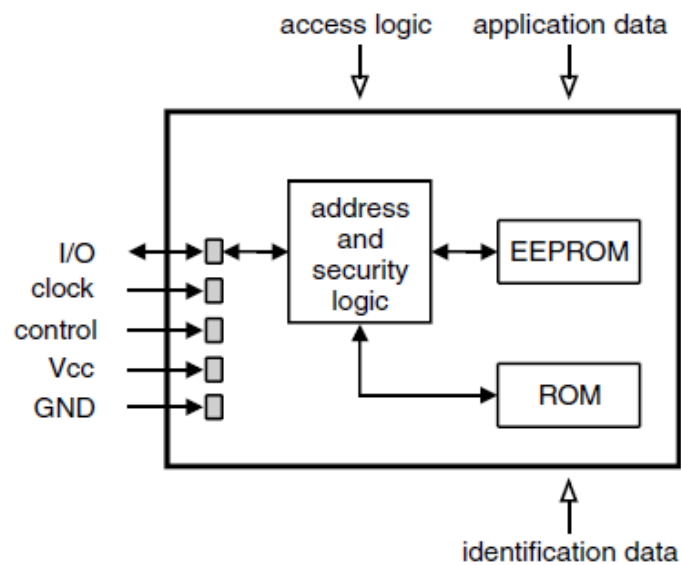 access logic
application data
address
and
security
logic
EEPROM
ROM
I/O
clock
control
Vcc
GND
identification data